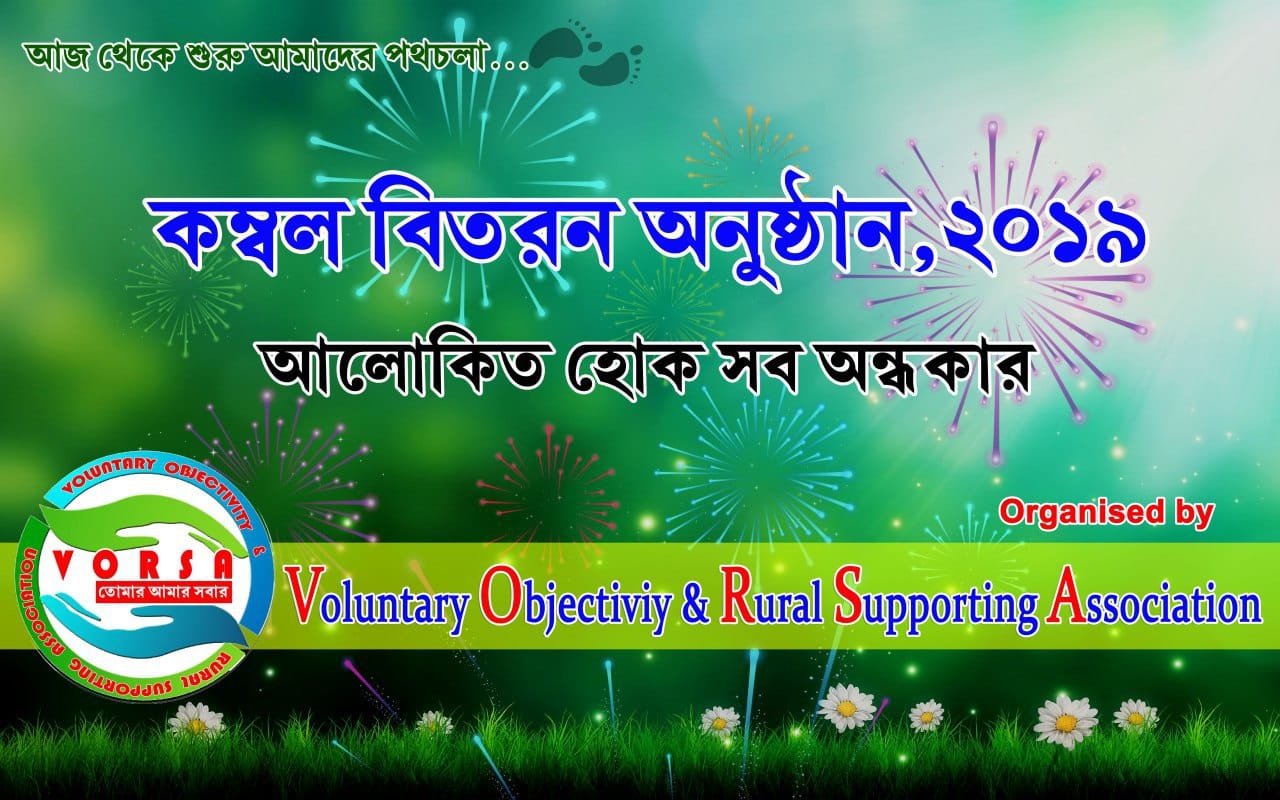 আজ থেকে শুরু আমাদের পথচলা...
কম্বল বিতরন অনুষ্ঠান,২০১৯
আলোকিত হোক সব অন্ধকার
Organised by
VOLUNTARY OBJECTIVITY &
RURAL SUPPORTING ASSOCIATION
VORSA
তোমার আমার সবার
Voluntary Objectiviy & Rural Supporting Association